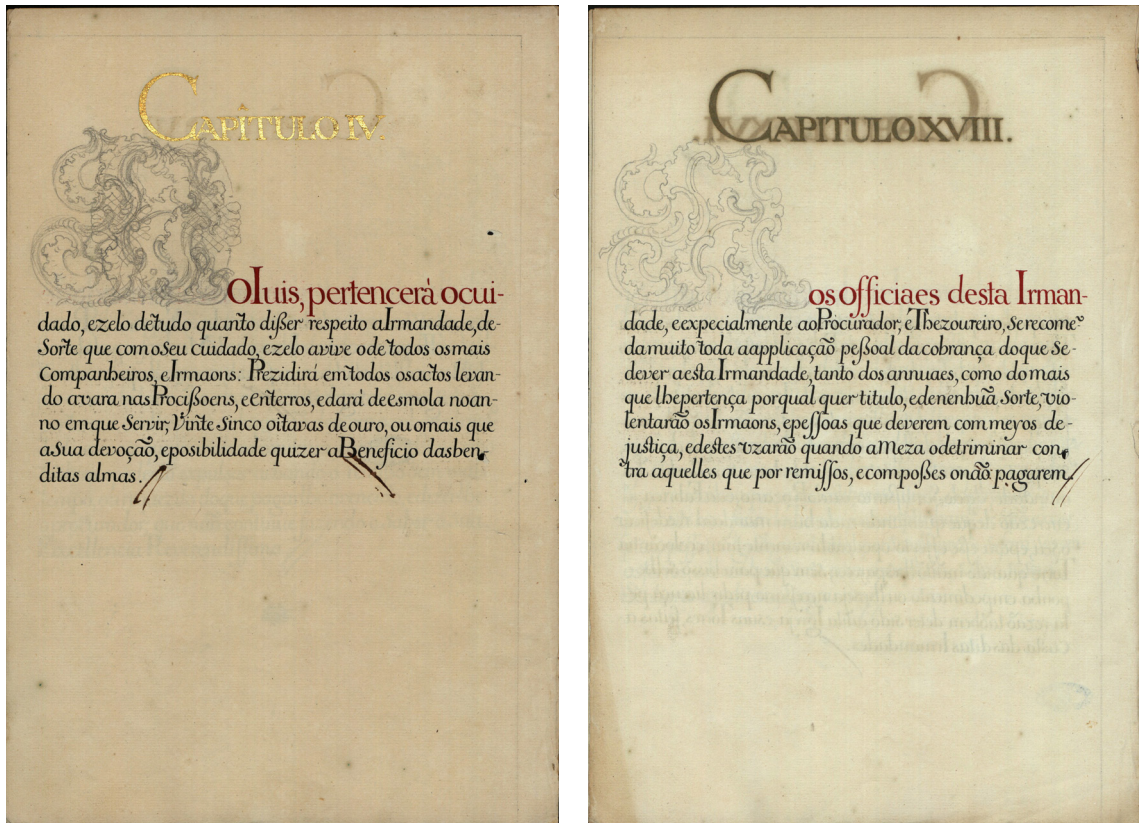 CAPITULO IV.
AO Iuis, pertencerá o cui-
dado, e zelo de tudo quanto dißer respeito a Irmandade, de-
Sorte que com o Seu cuidado, e zelo avive o de todos os mais
Companheiros, e Irmaons: Prezidirá em todos os actos levan-
do a vara nas Procißoens, e enterros, e dará de esmola no an-
no em que Servir, Vinte Sinco oitavas de ouro, ou o mais que
a Sua devoção, e posibilidade quizer a Beneficio das ben-
ditas almas.
CAPITULO XVIII.
Aos officiaes desta Irman-
dade, e expecialmente ao Procurador, é Thezoureiro, Se recome
da muito toda a applicação peßoal da cobrança do que Se-
dever a esta Irmandade, tanto dos annuaes, como do mais
que lhe pertença por qual quer titulo, e de nenhuã Sorte, vio-
lentarão os Irmaons, e pessoas que deverem com meyos de-
justiça, e destes vzarão quando a Meza o detriminar con-
tra aquelles que por remissos, e compoßes o não pagarem.